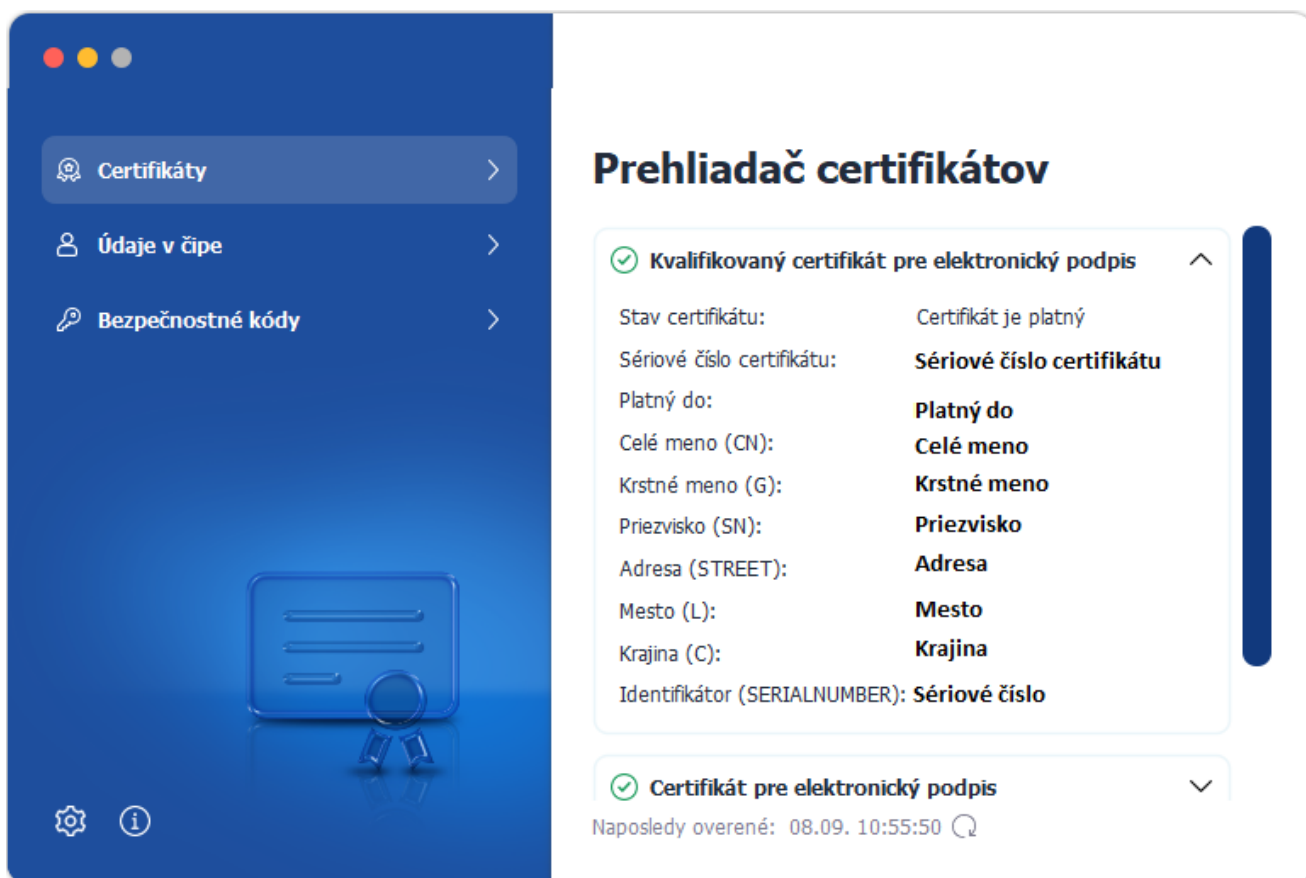 Certifikáty
Údaje v čipe
Bezpečnostné kódy
Prehliadač certifikátov
Kvalifikovaný certifikát pre elektronický podpis
Stav certifikátu: Certifikát je platný
Sériové číslo certifikátu: Sériové číslo certifikátu
Platný do: Platný do
Celé meno (CN): Celé meno
Krstné meno (G): Krstné meno
Priezvisko (SN): Priezvisko
Adresa (STREET): Adresa
Mesto (L): Mesto
Krajina (C): Krajina
Identifikátor (SERIALNUMBER): Sériové číslo
Certifikát pre elektronický podpis
Naposledy overené: 08.09. 10:55:50